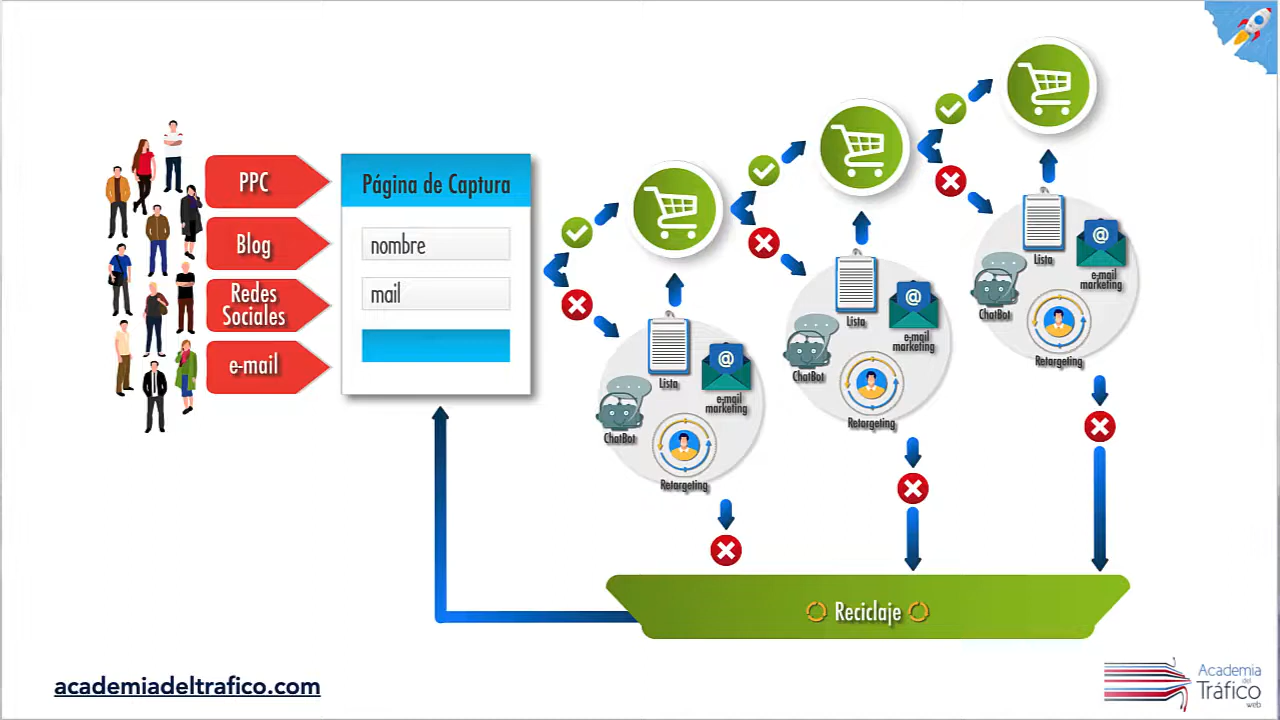 PPC
Blog
Redes
Sociales
e-mail
Página de Captura
nombre
mail
Lista
@
e-mail
marketing
ChatBot
Retargeting
Lista
@
e-mail
marketing
ChatBot
Retargeting
Lista
@
e-mail
marketing
ChatBot
Retargeting
Reciclaje
academiadeltrafico.com
Academia
del
Tráfico
web